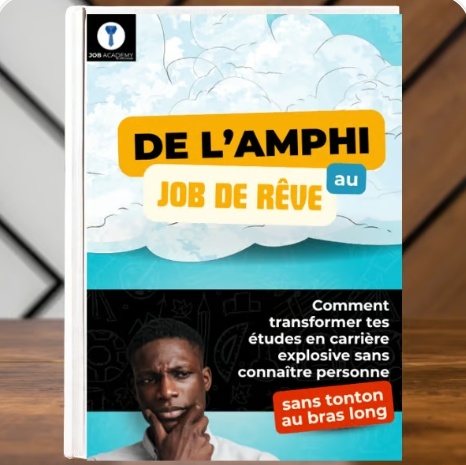 JOB ACADEMY
DE L'AMPHI
au
JOB DE RÊVE
Comment
transformer tes
études en carrière
explosive sans
connaître personne
sans tonton
au bras long